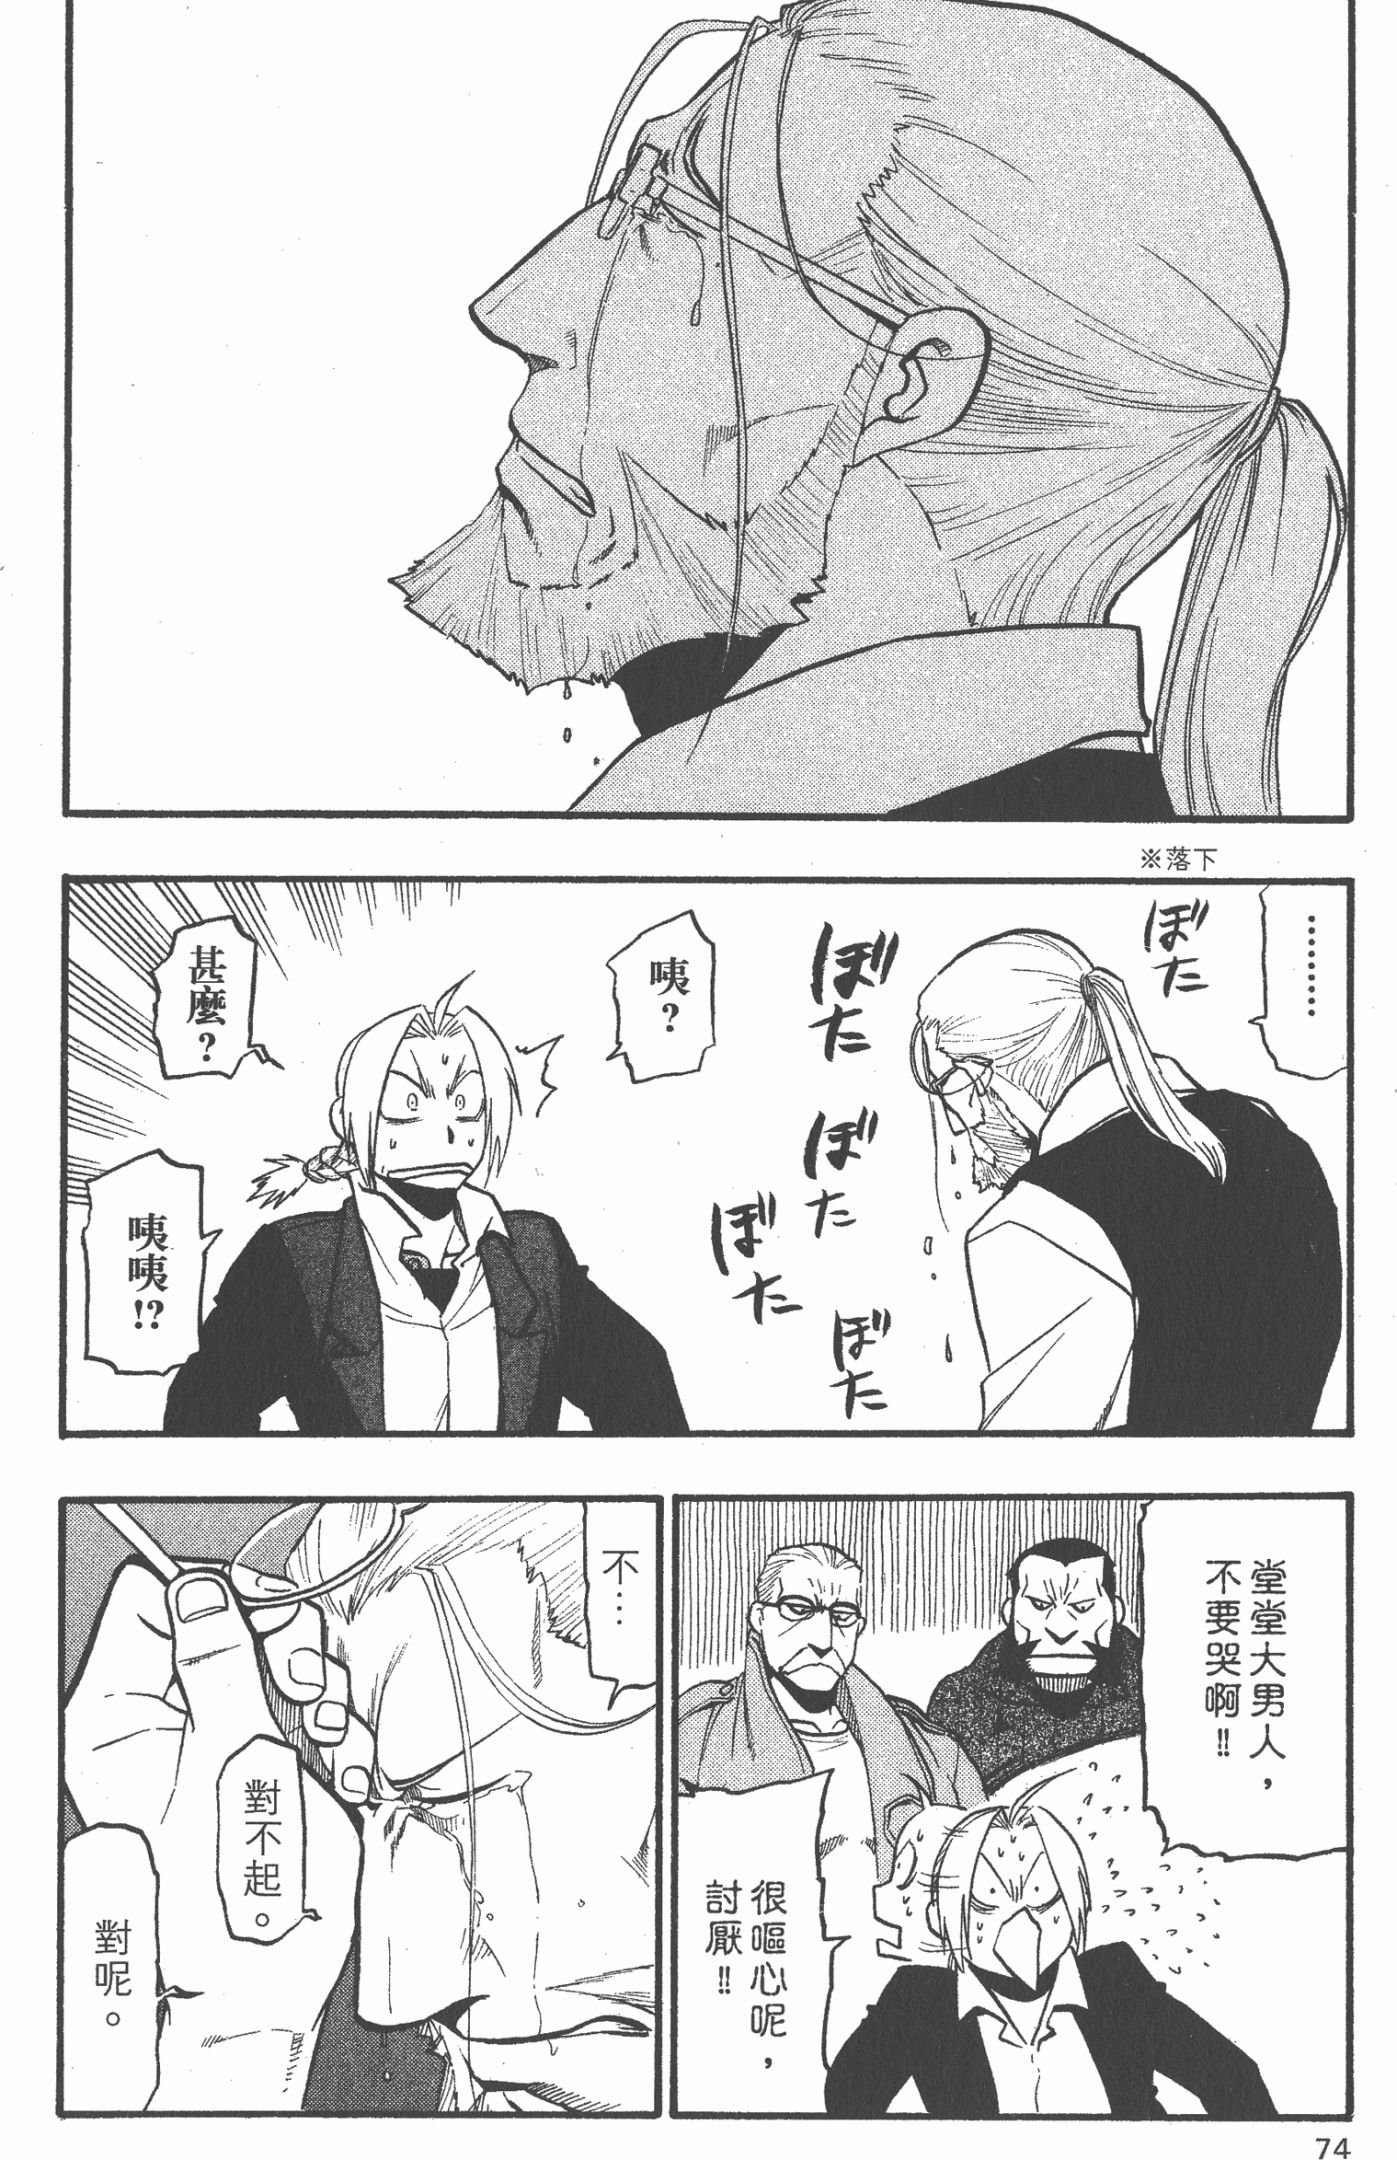 ※落下
………
ぼた
ぼた
ぼた
ぼた
ぼた
咦？
甚麼？
咦咦!?
堂堂大男人，
不要哭啊!!
很嘔心呢，
討厭!!
不…
對不起。
對呢。
74